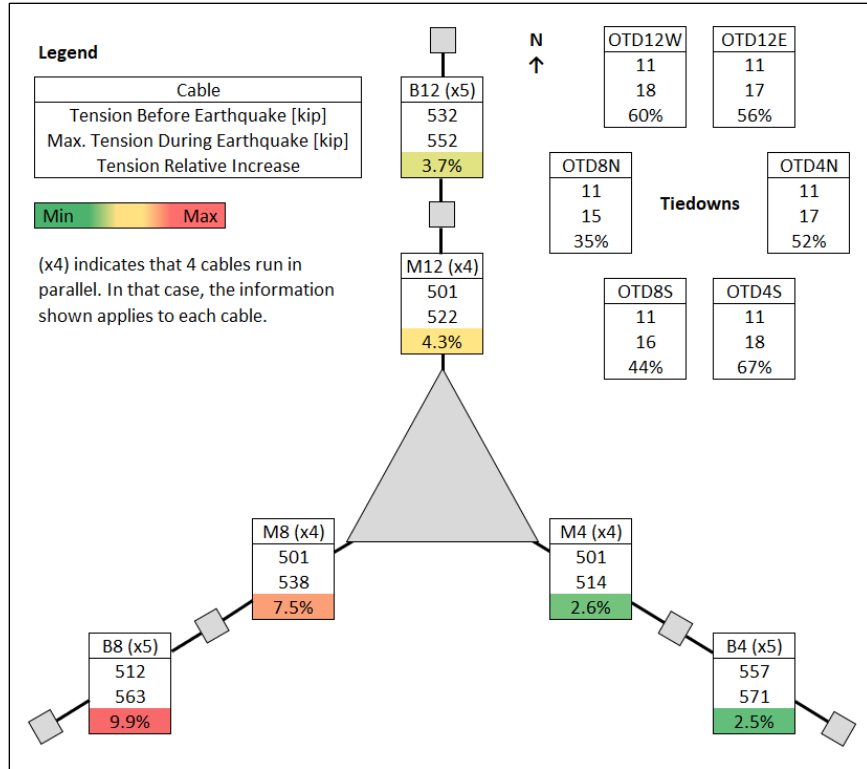 Legend
Cable
Tension Before Earthquake [kip]
Max. Tension During Earthquake [kip]
Tension Relative Increase
Min Max
(x4) indicates that 4 cables run in
parallel. In that case, the information
shown applies to each cable.
N
↑
B12 (x5)
532
552
3.7%
M12 (x4)
501
522
4.3%
OTD12W
11
18
60%
OTD12E
11
17
56%
OTD8N
11
15
35%
Tiedowns
OTD4N
11
17
52%
OTD8S
11
16
44%
OTD4S
11
18
67%
M8 (x4)
501
538
7.5%
M4 (x4)
501
514
2.6%
B8 (x5)
512
563
9.9%
B4 (x5)
557
571
2.5%